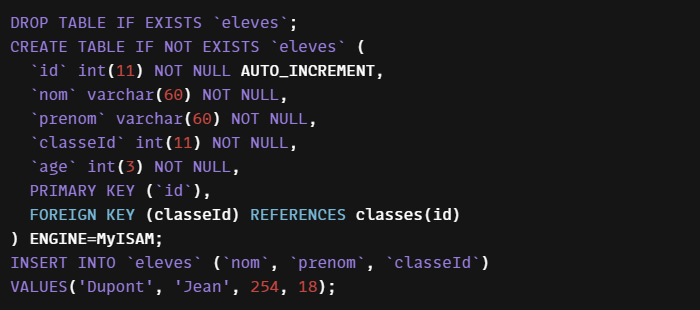 DROP TABLE IF EXISTS `eleves`;
CREATE TABLE IF NOT EXISTS `eleves` (
  `id` int(11) NOT NULL AUTO_INCREMENT,
  `nom` varchar(60) NOT NULL,
  `prenom` varchar(60) NOT NULL,
  `classeId` int(11) NOT NULL,
  `age` int(3) NOT NULL,
  PRIMARY KEY (`id`),
  FOREIGN KEY (classeId) REFERENCES classes(id)
) ENGINE=MyISAM;
INSERT INTO `eleves` (`nom`, `prenom`, `classeId`)
VALUES('Dupont', 'Jean', 254, 18);